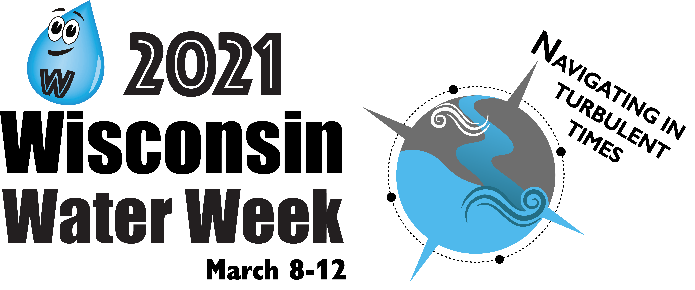 W
2021
Wisconsin
Water Week
March 8-12
NAVIGATING IN
TURBULENT
TIMES